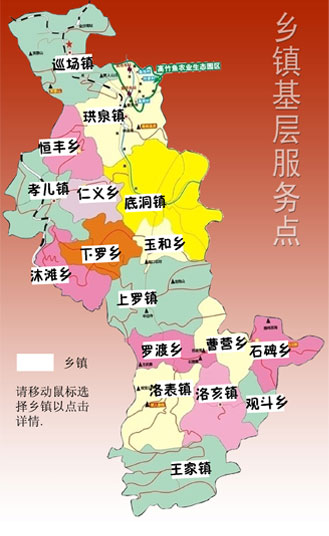 乡镇基层服务点
巡场镇
高竹鱼农业生态园区
珙泉镇
恒丰乡
孝儿镇
仁义乡
底洞镇
下罗乡
玉和乡
沐滩乡
上罗镇
罗渡乡
曹营乡
石碑乡
洛表镇
洛亥镇
观斗乡
王家镇
乡镇
请移动鼠标选
择乡镇以点击
详情.